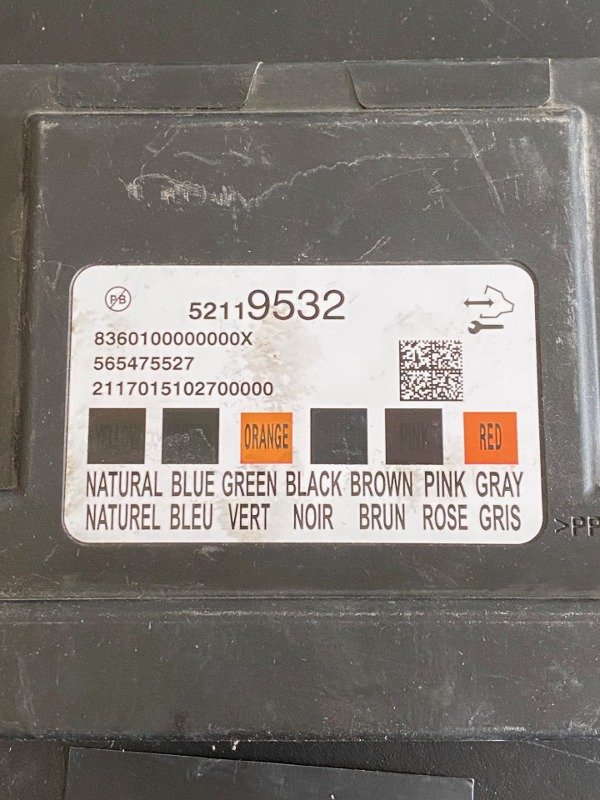 PB
52119532
8360100000000X
565475527
2117015102700000
ORANGE RED
NATURAL BLUE GREEN BLACK BROWN PINK GRAY
NATUREL BLEU VERT NOIR BRUN ROSE GRIS
>PP